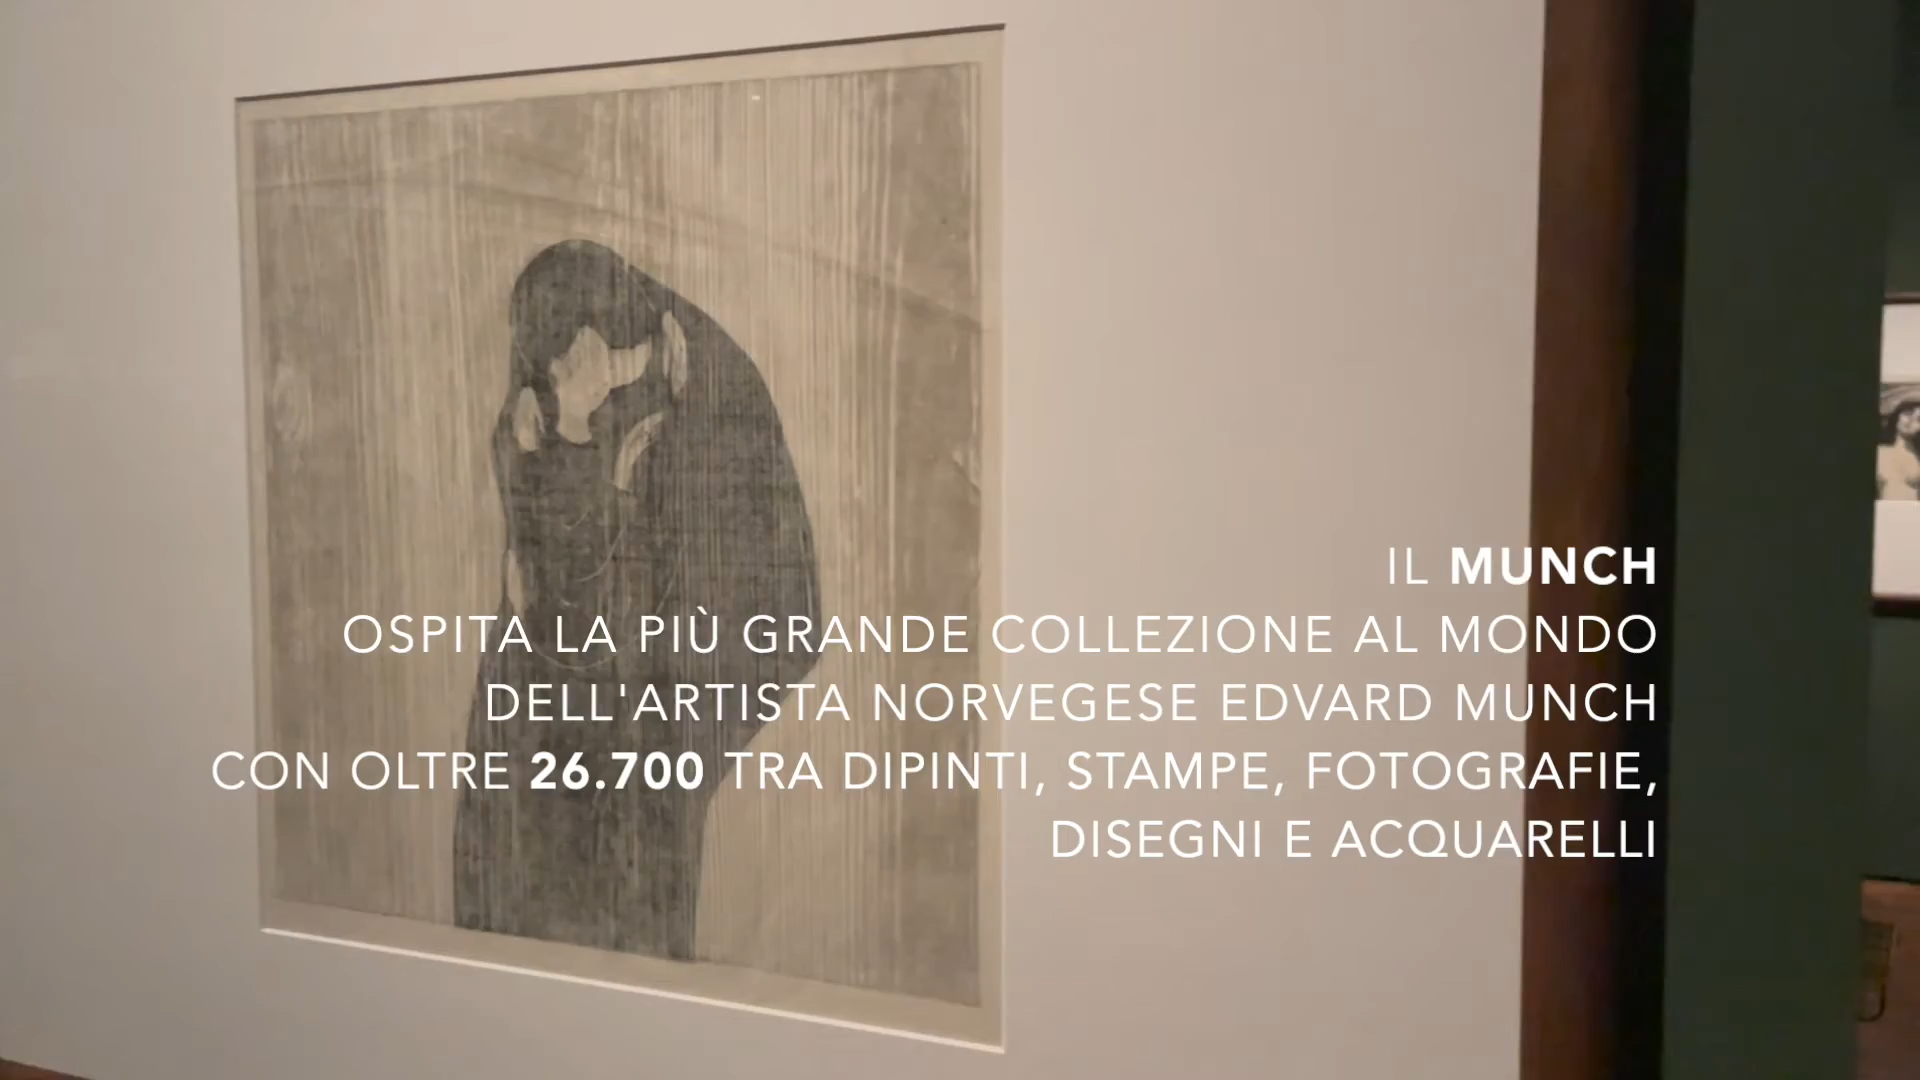 IL MUNCH
OSPITA LA PIÙ GRANDE COLLEZIONE AL MONDO
DELL'ARTISTA NORVEGESE EDVARD MUNCH
CON OLTRE 26.700 TRA DIPINTI, STAMPE, FOTOGRAFIE,
DISEGNI E ACQUARELLI